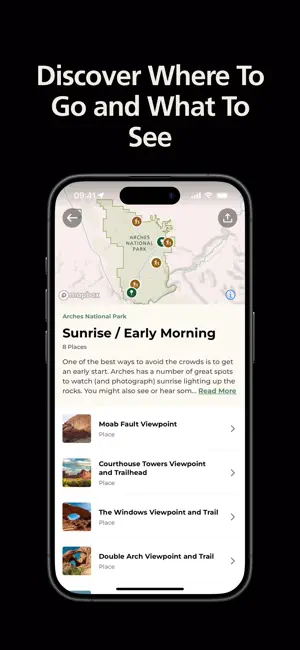 Discover Where To
Go and What To
See
09:41
ARCHES
NATIONAL
PARK
mapbox
Arches National Park
Sunrise / Early Morning
8 Places
One of the best ways to avoid the crowds is to get
an early start. Arches has a number of great spots
to watch (and photograph) sunrise lighting up the
rocks. You might also see or hear som... Read More
Moab Fault Viewpoint
Place
Courthouse Towers Viewpoint
and Trailhead
Place
The Windows Viewpoint and Trail
Place
Double Arch Viewpoint and Trail
Place